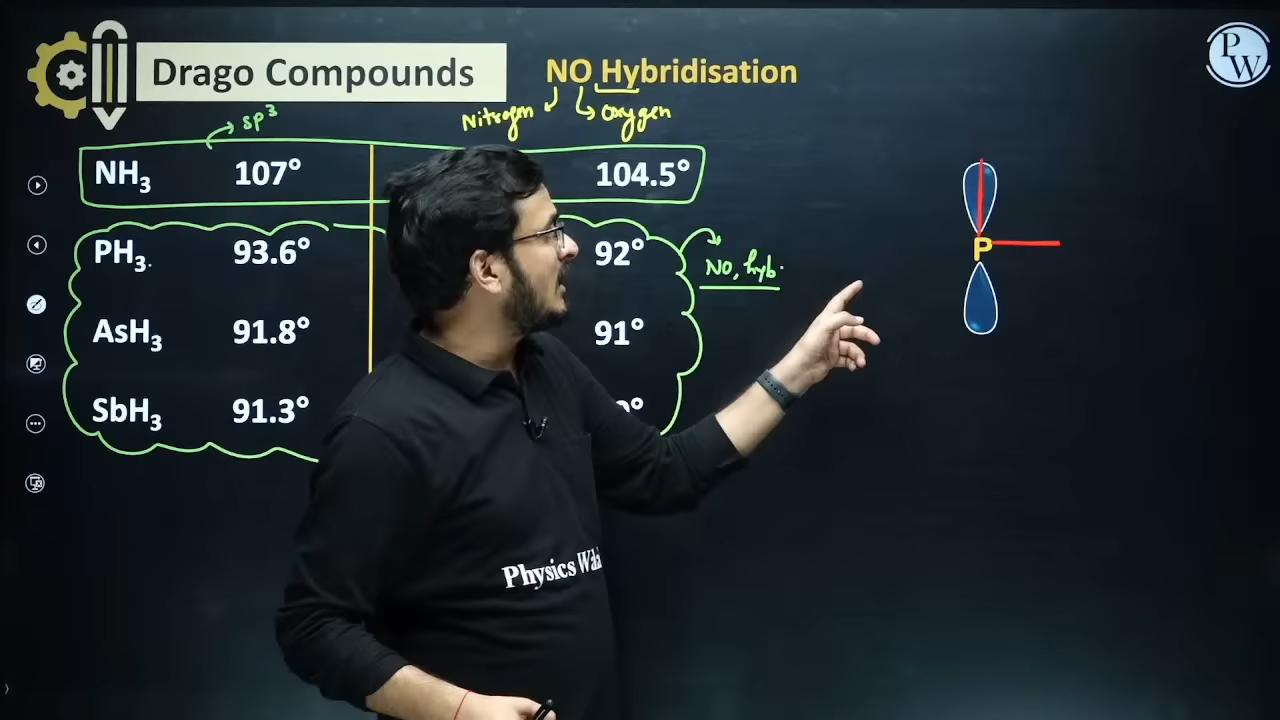 Drago Compounds
NO Hybridisation
Nitrogen
Oxygen
sp³
NH₃ 107° 104.5°
PH₃ 93.6° 92°
NO, hyb.
AsH₃ 91.8° 91°
SbH₃ 91.3°
P
Physics Walla
PW